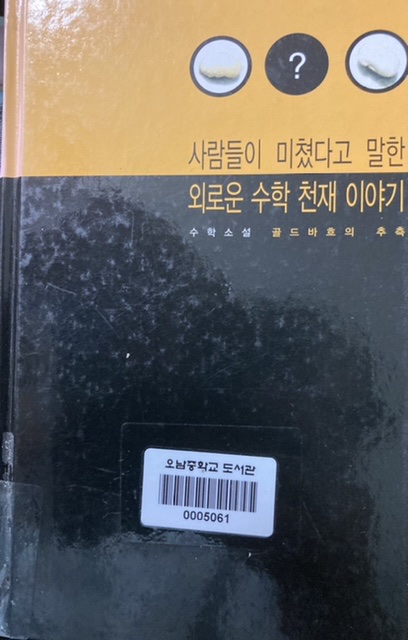 ?
사람들이 미쳤다고 말한
외로운 수학 천재 이야기
수학소설 골드바흐의 추측
오남중학교 도서관
0005061